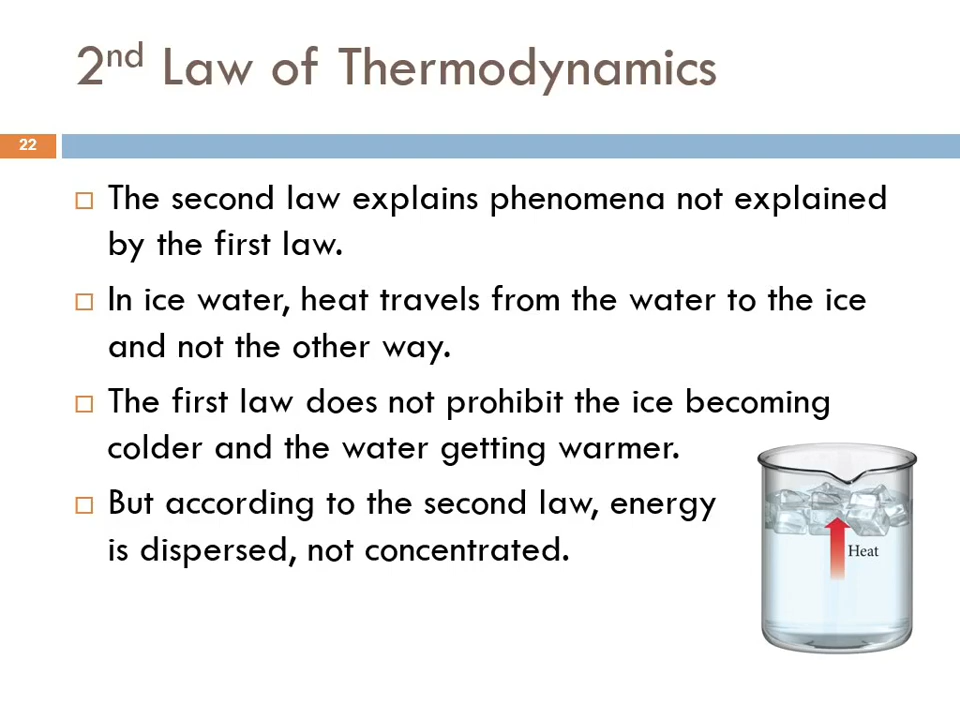 2nd Law of Thermodynamics
22
The second law explains phenomena not explained
by the first law.
In ice water, heat travels from the water to the ice
and not the other way.
The first law does not prohibit the ice becoming
colder and the water getting warmer.
But according to the second law, energy
is dispersed, not concentrated.
Heat